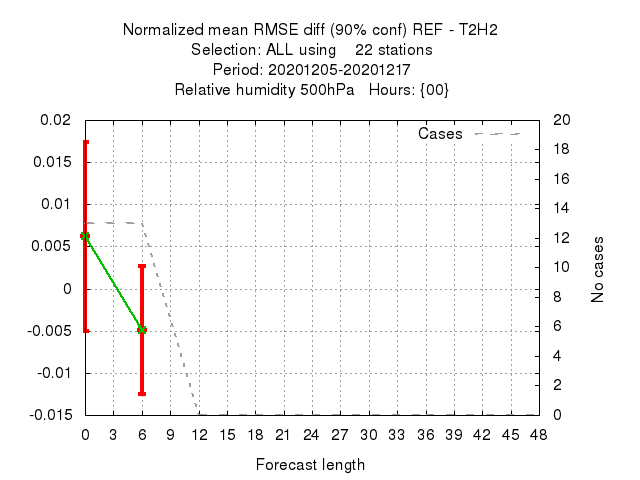 Normalized mean RMSE diff (90% conf) REF - T2H2
Selection: ALL using    22 stations
Period: 20201205-20201217
Relative humidity 500hPa   Hours: {00}
Cases
0.02
0.015
0.01
0.005
0
-0.005
-0.01
-0.015
20
18
16
14
12
10
8
6
4
2
0
No cases
0 3 6 9 12 15 18 21 24 27 30 33 36 39 42 45 48
Forecast length